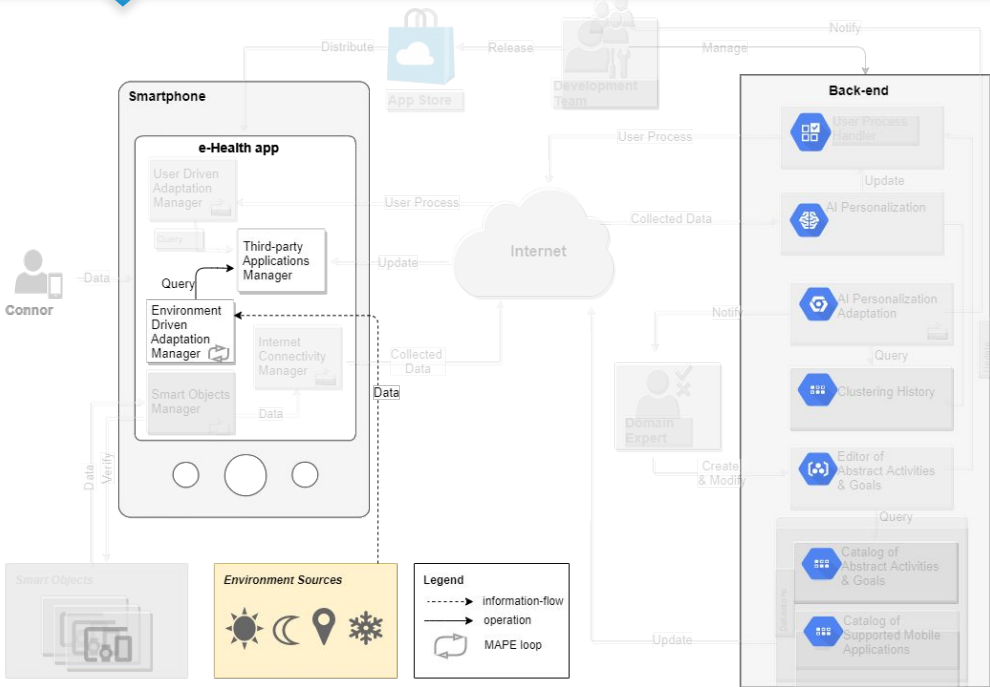 Notify
Distribute
Release
Manage
App Store
Development
Team
Smartphone
Back-end
e-Health app
User Process
Handler
User Process
User Driven
Adaptation
Manager
Update
User Process
AI Personalization
Collected Data
Query
Third-party
Applications
Manager
Internet
Update
Data
Query
Connor
Environment
Driven
Adaptation
Manager
AI Personalization
Adaptation
Notify
Internet
Connectivity
Manager
Collected
Data
Query
Data
Smart Objects
Manager
Data
Clustering History
Domain
Expert
Editor of
Abstract Activities
& Goals
Create
& Modify
Data
Verify
Query
Catalog of
Abstract Activities
& Goals
Smart Objects
Environment Sources
Legend
information-flow
operation
MAPE loop
Catalog of
Supported Mobile
Applications
Update